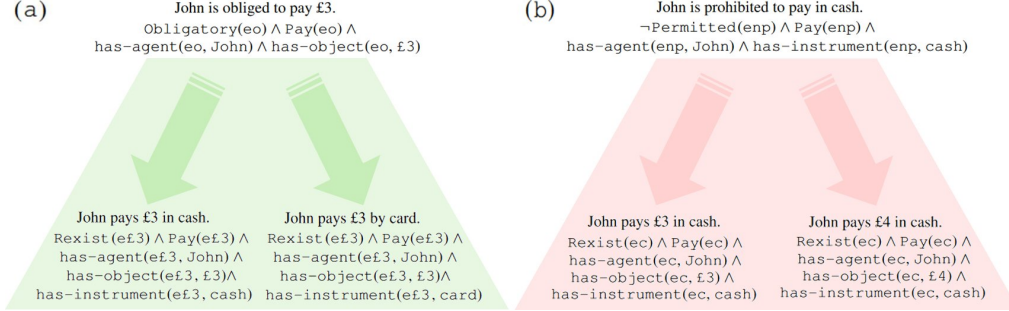 (a)
John is obliged to pay £3.
Obligatory(eo) ∧ Pay(eo) ∧
has-agent(eo, John) ∧ has-object(eo, £3)
John pays £3 in cash.
Rexist(e£3) ∧ Pay(e£3) ∧
has-agent(e£3, John) ∧
has-object(e£3, £3)∧
has-instrument(e£3, cash)
John pays £3 by card.
Rexist(e£3) ∧ Pay(e£3) ∧
has-agent(e£3, John) ∧
has-object(e£3, £3)∧
has-instrument(e£3, card)
(b)
John is prohibited to pay in cash.
¬Permitted(enp) ∧ Pay(enp) ∧
has-agent(enp, John) ∧ has-instrument(enp, cash)
John pays £3 in cash.
Rexist(ec) ∧ Pay(ec) ∧
has-agent(ec, John) ∧
has-object(ec, £3) ∧
has-instrument(ec, cash)
John pays £4 in cash.
Rexist(ec) ∧ Pay(ec) ∧
has-agent(ec, John) ∧
has-object(ec, £4) ∧
has-instrument(ec, cash)